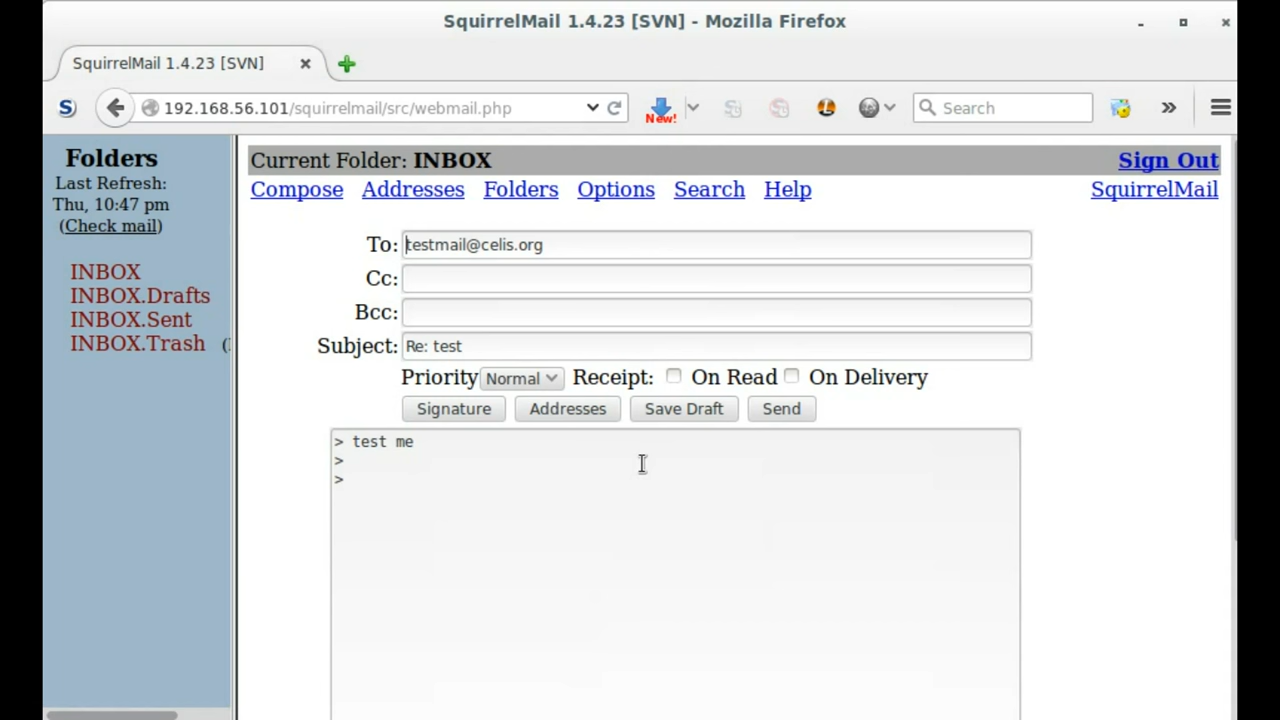 SquirrelMail 1.4.23 [SVN] - Mozilla Firefox
SquirrelMail 1.4.23 [SVN]
192.168.56.101/squirrelmail/src/webmail.php
New!
Search
Folders
Last Refresh:
Thu, 10:47 pm
(Check mail)
INBOX
INBOX.Drafts
INBOX.Sent
INBOX.Trash (
Current Folder: INBOX
Sign Out
Compose Addresses Folders Options Search Help
SquirrelMail
To: testmail@celis.org
Cc:
Bcc:
Subject: Re: test
Priority Normal Receipt: On Read On Delivery
Signature Addresses Save Draft Send
> test me
>
>